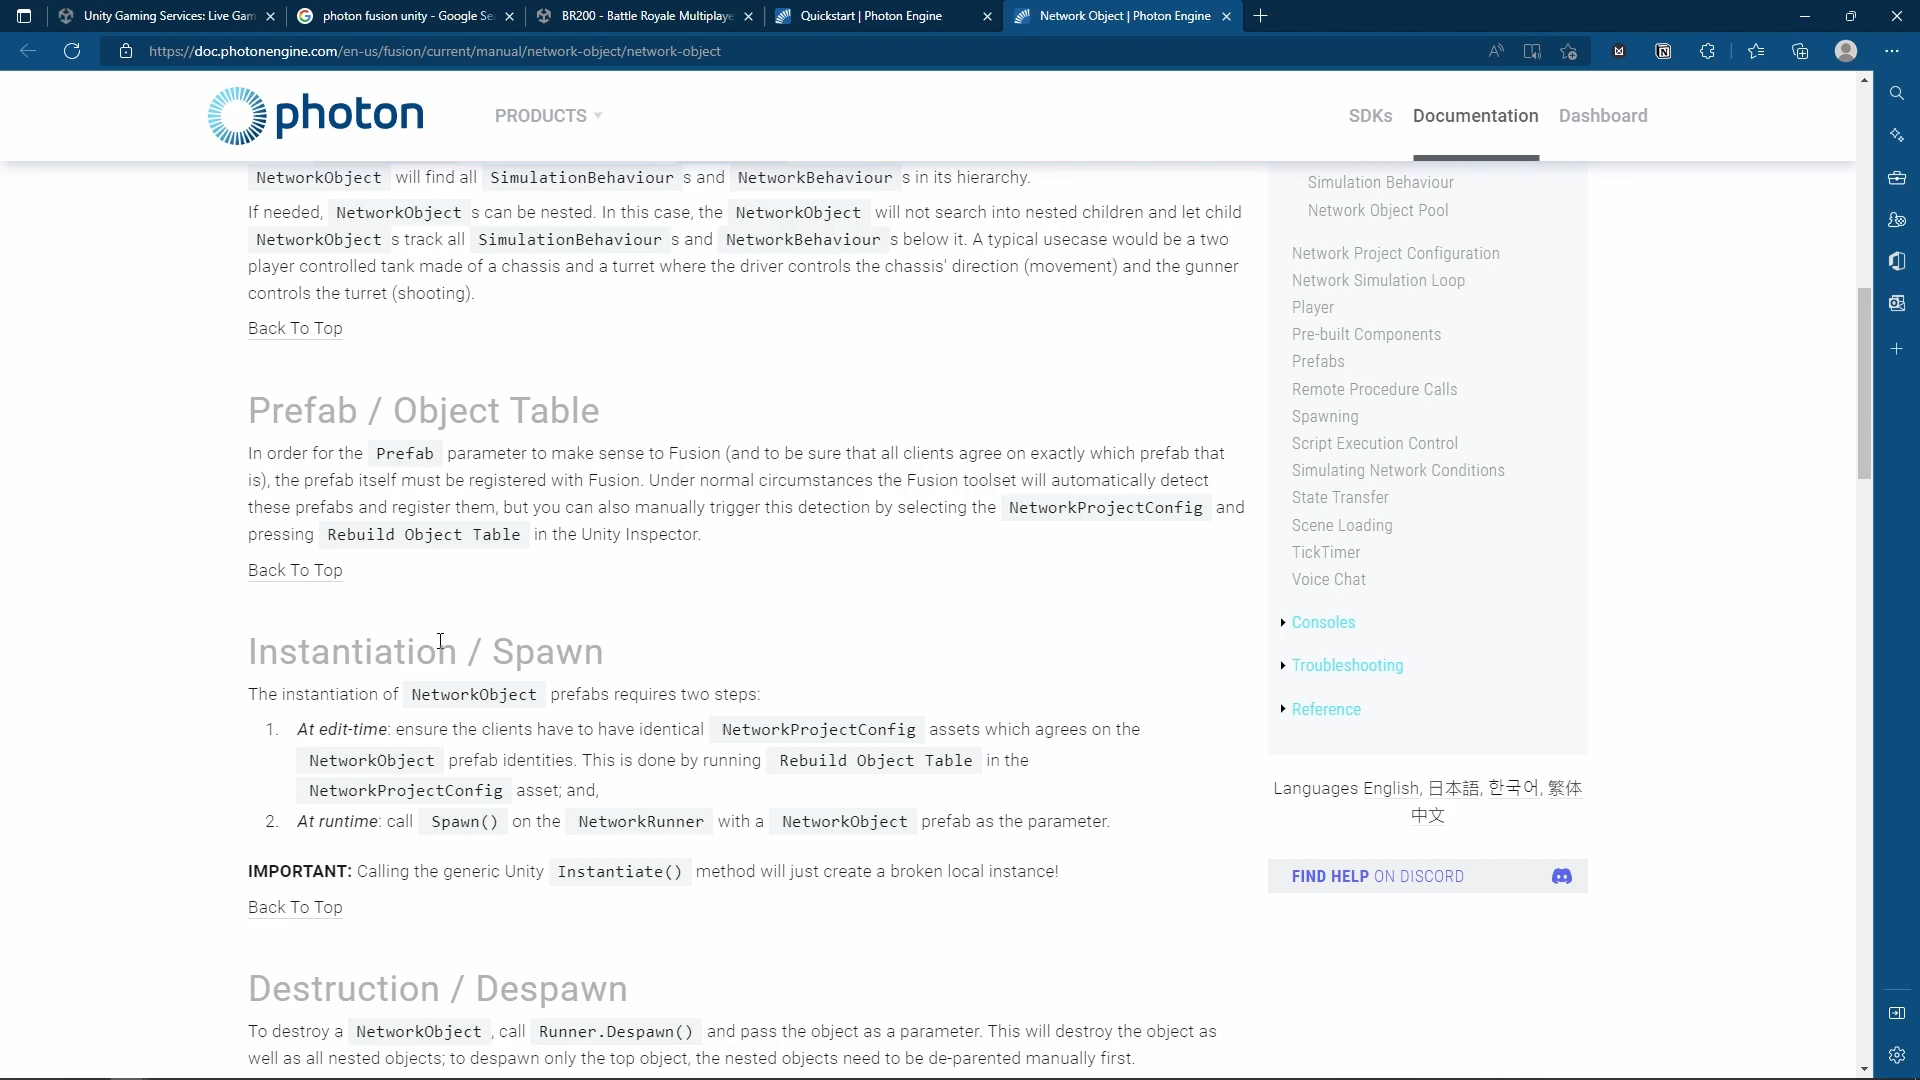 Unity Gaming Services: Live Gam
photon fusion unity - Google Se
BR200 - Battle Royale Multiplaye
Quickstart | Photon Engine
Network Object | Photon Engine
https://doc.photonengine.com/en-us/fusion/current/manual/network-object/network-object
photon
PRODUCTS
SDKs
Documentation
Dashboard
NetworkObject will find all SimulationBehaviour s and NetworkBehaviour s in its hierarchy.
If needed, NetworkObject s can be nested. In this case, the NetworkObject will not search into nested children and let child
NetworkObject s track all SimulationBehaviour s and NetworkBehaviour s below it. A typical usecase would be a two
player controlled tank made of a chassis and a turret where the driver controls the chassis' direction (movement) and the gunner
controls the turret (shooting).
Back To Top
Prefab / Object Table
In order for the Prefab parameter to make sense to Fusion (and to be sure that all clients agree on exactly which prefab that
is), the prefab itself must be registered with Fusion. Under normal circumstances the Fusion toolset will automatically detect
these prefabs and register them, but you can also manually trigger this detection by selecting the NetworkProjectConfig and
pressing Rebuild Object Table in the Unity Inspector.
Back To Top
Instantiation / Spawn
The instantiation of NetworkObject prefabs requires two steps:
1. At edit-time: ensure the clients have to have identical NetworkProjectConfig assets which agrees on the
NetworkObject prefab identities. This is done by running Rebuild Object Table in the
NetworkProjectConfig asset; and,
2. At runtime: call Spawn() on the NetworkRunner with a NetworkObject prefab as the parameter.
IMPORTANT: Calling the generic Unity Instantiate() method will just create a broken local instance!
Back To Top
Destruction / Despawn
To destroy a NetworkObject , call Runner.Despawn() and pass the object as a parameter. This will destroy the object as
well as all nested objects; to despawn only the top object, the nested objects need to be de-parented manually first.
Simulation Behaviour
Network Object Pool
Network Project Configuration
Network Simulation Loop
Player
Pre-built Components
Prefabs
Remote Procedure Calls
Spawning
Script Execution Control
Simulating Network Conditions
State Transfer
Scene Loading
TickTimer
Voice Chat
Consoles
Troubleshooting
Reference
Languages English, 日本語, 한국어, 繁体
中文
FIND HELP ON DISCORD